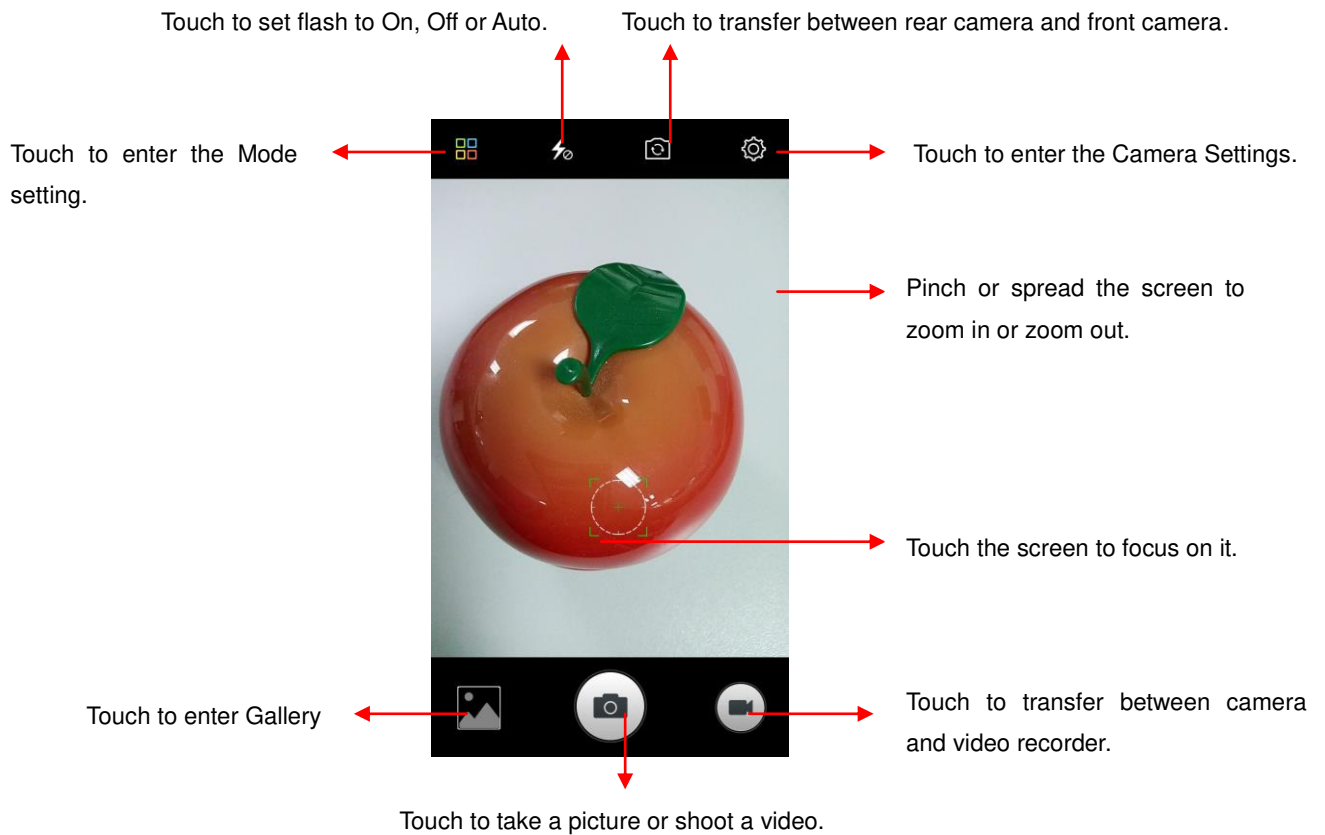 Touch to set flash to On, Off or Auto.
Touch to transfer between rear camera and front camera.
Touch to enter the Mode
setting.
Touch to enter the Camera Settings.
Pinch or spread the screen to
zoom in or zoom out.
Touch the screen to focus on it.
Touch to enter Gallery
Touch to transfer between camera
and video recorder.
Touch to take a picture or shoot a video.